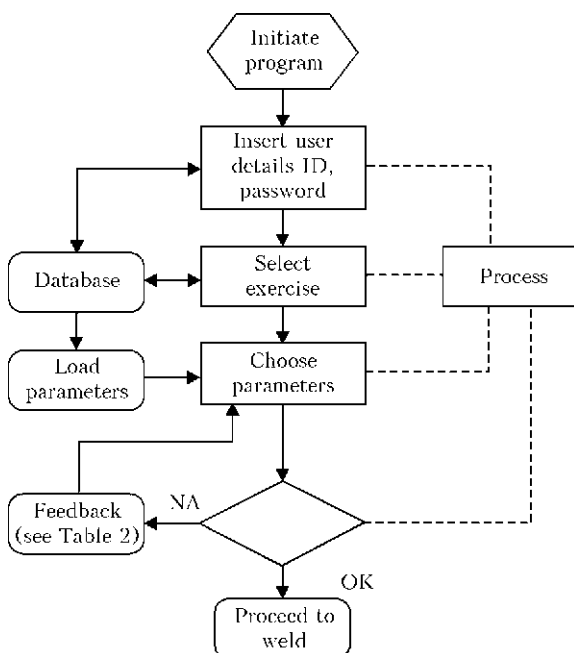 Initiate
program
Insert user
details ID,
password
Database
Select
exercise
Process
Load
parameters
Choose
parameters
NA
Feedback
(see Table 2)
OK
Proceed to
weld